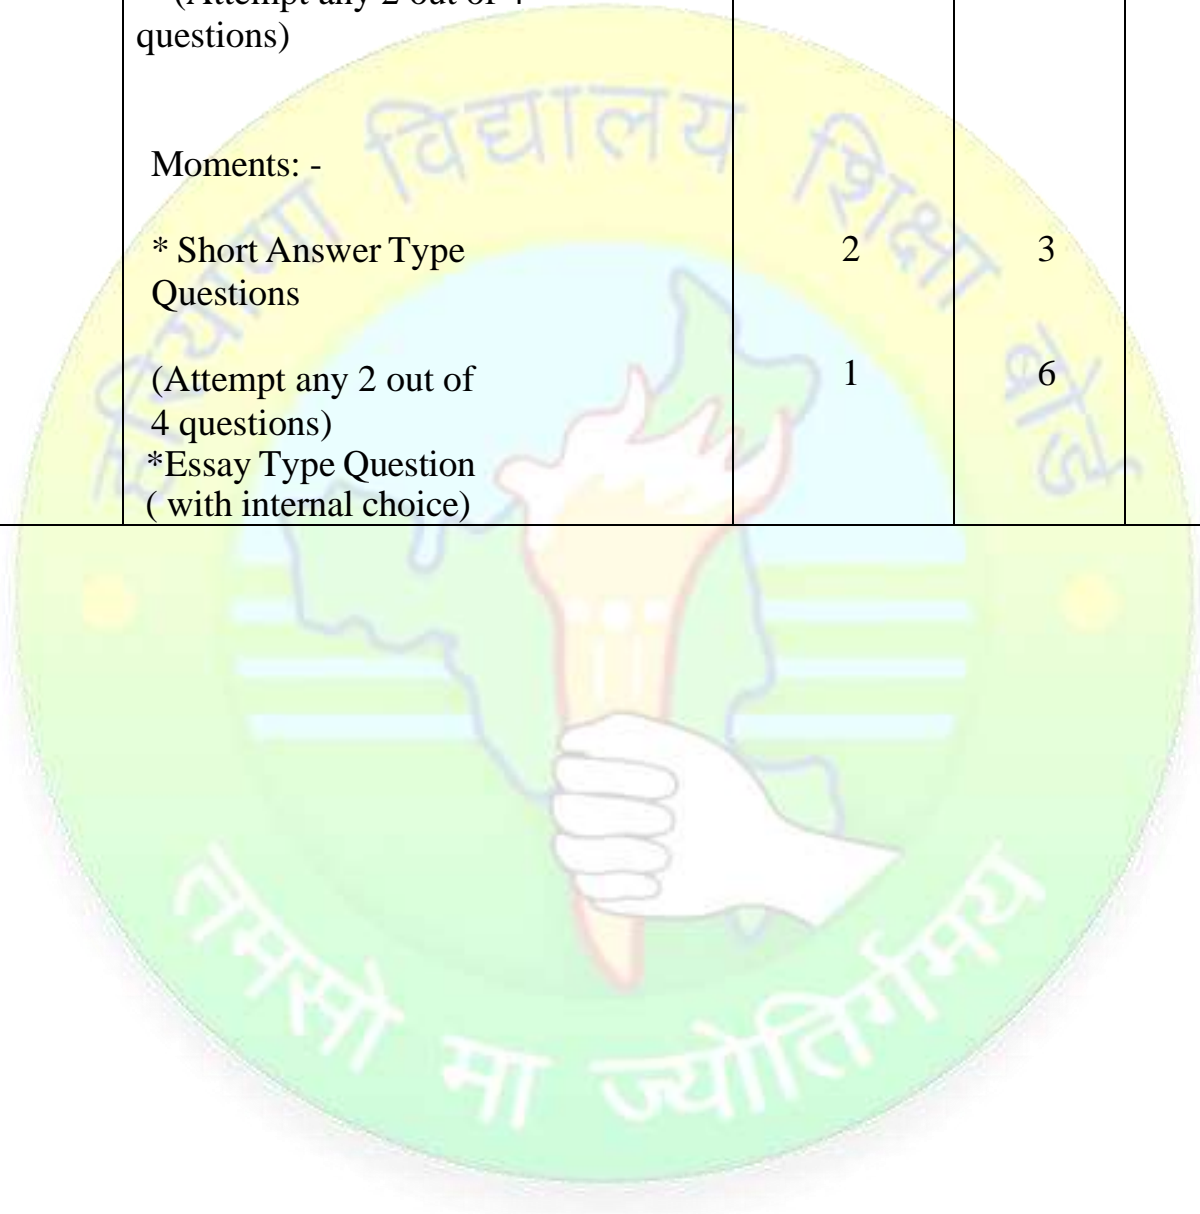 (Attempt any 2 out of 4
questions)
Moments: -
* Short Answer Type 2 3
Questions
(Attempt any 2 out of 1 6
4 questions)
*Essay Type Question
( with internal choice)
हरियाणा विद्यालय शिक्षा बोर्ड
तमसो मा ज्योतिर्गमय